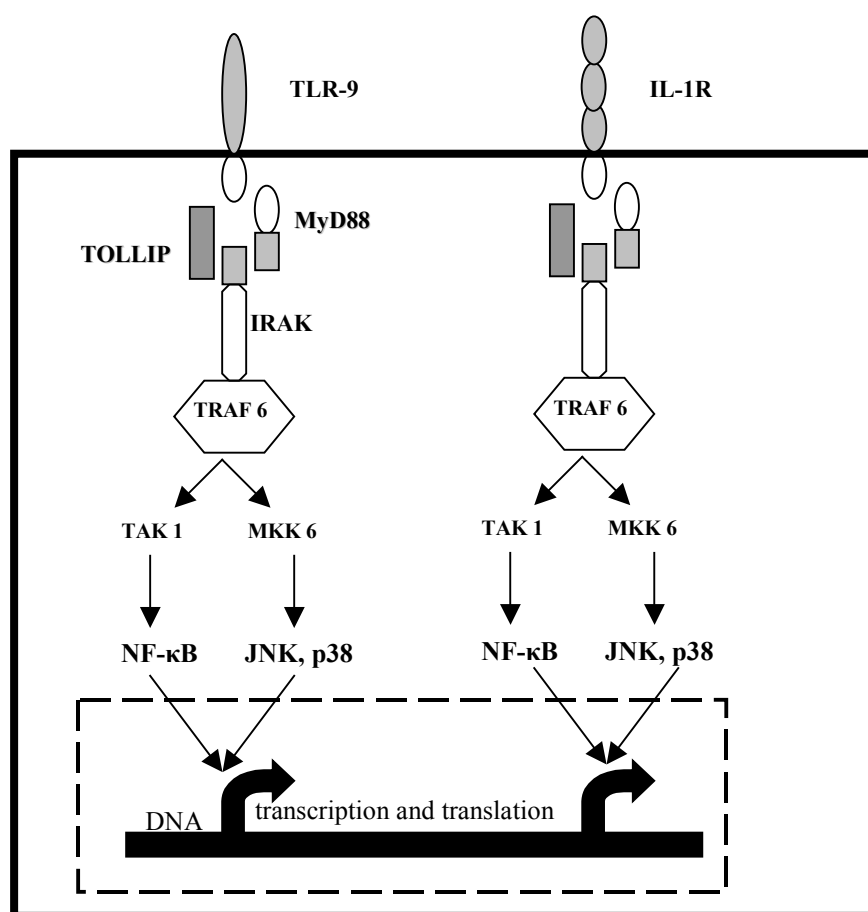 TLR-9
IL-1R
MyD88
TOLLIP
IRAK
TRAF 6
TRAF 6
TAK 1
MKK 6
TAK 1
MKK 6
NF-κB
JNK, p38
NF-κB
JNK, p38
DNA
transcription and translation